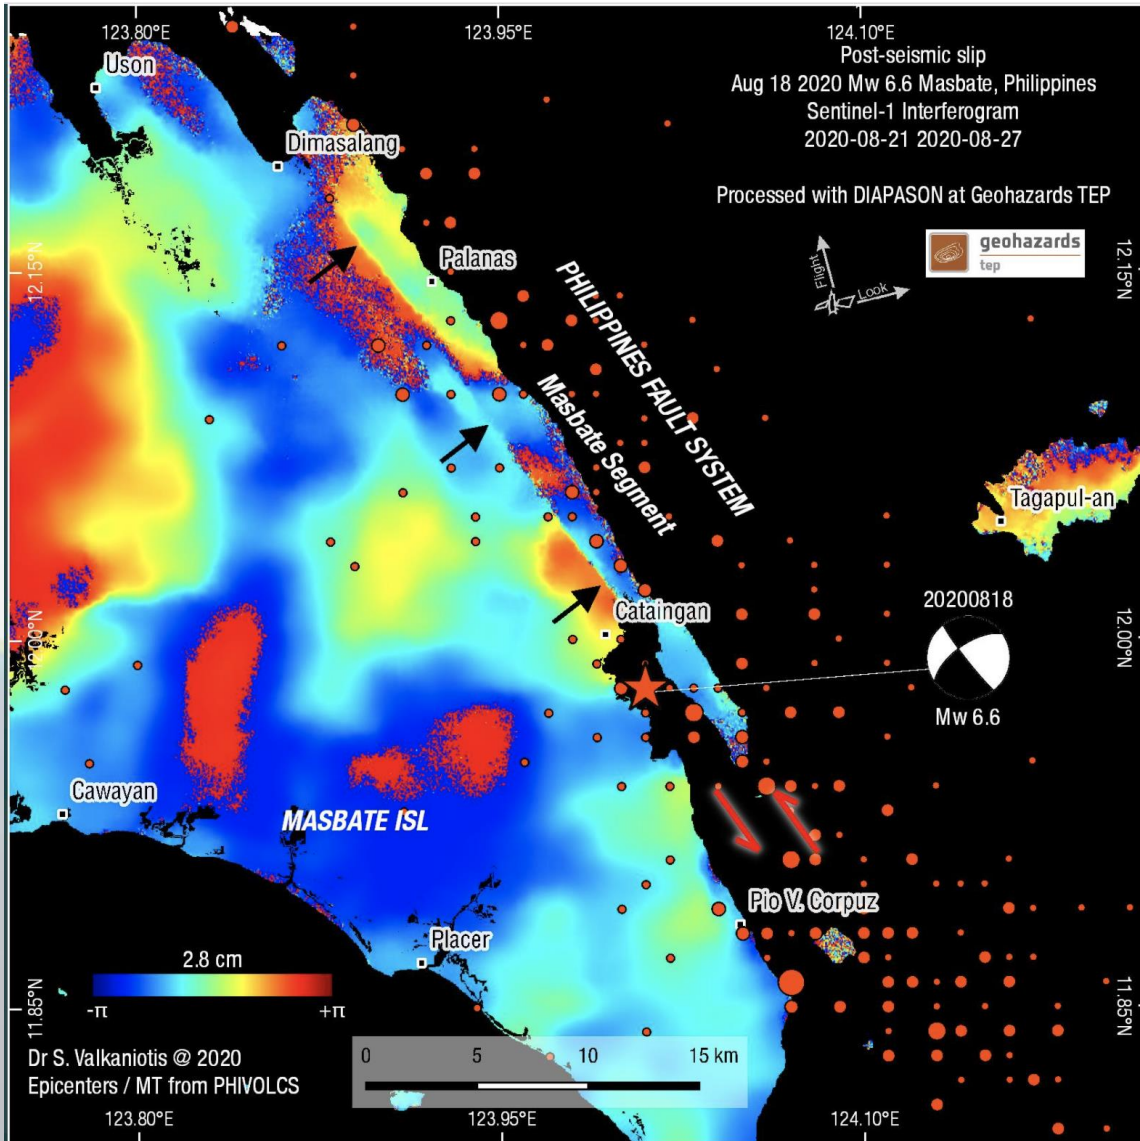 123.80°E
123.95°E
124.10°E
Uson
Post-seismic slip
Aug 18 2020 Mw 6.6 Masbate, Philippines
Sentinel-1 Interferogram
2020-08-21 2020-08-27
Dimasalang
Processed with DIAPASON at Geohazards TEP
geohazards
tep
Flight
Look
12.15°N
12.15°N
Palanas
PHILIPPINES FAULT SYSTEM
Masbate Segment
Tagapul-an
Cataingan
20200818
12.00°N
12.00°N
Mw 6.6
Cawayan
MASBATE ISL
Pio V. Corpuz
Placer
2.8 cm
-π
+π
11.85°N
11.85°N
Dr S. Valkaniotis @ 2020
Epicenters / MT from PHIVOLCS
0
5
10
15 km
123.80°E
123.95°E
124.10°E